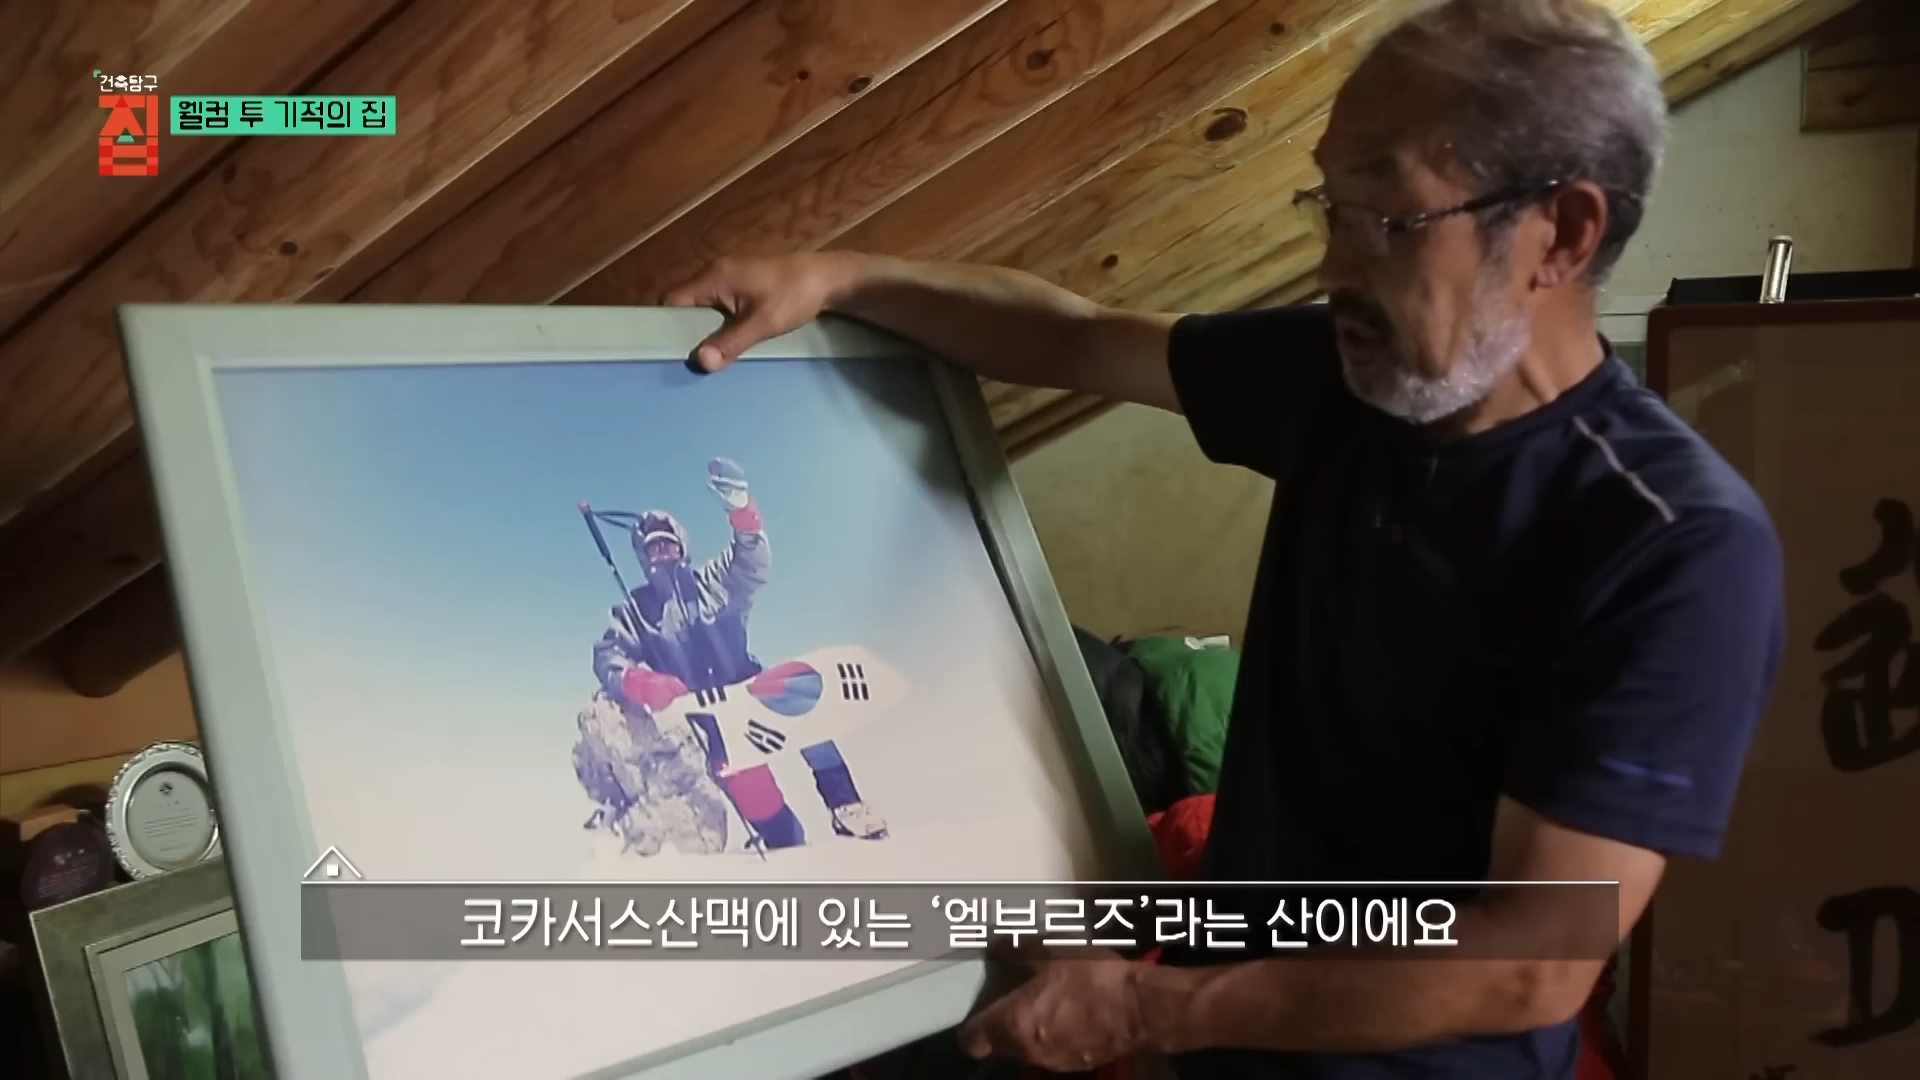 건축탐구
집
웰컴 투 기적의 집
코카서스산맥에 있는 ‘엘부르즈’라는 산이에요